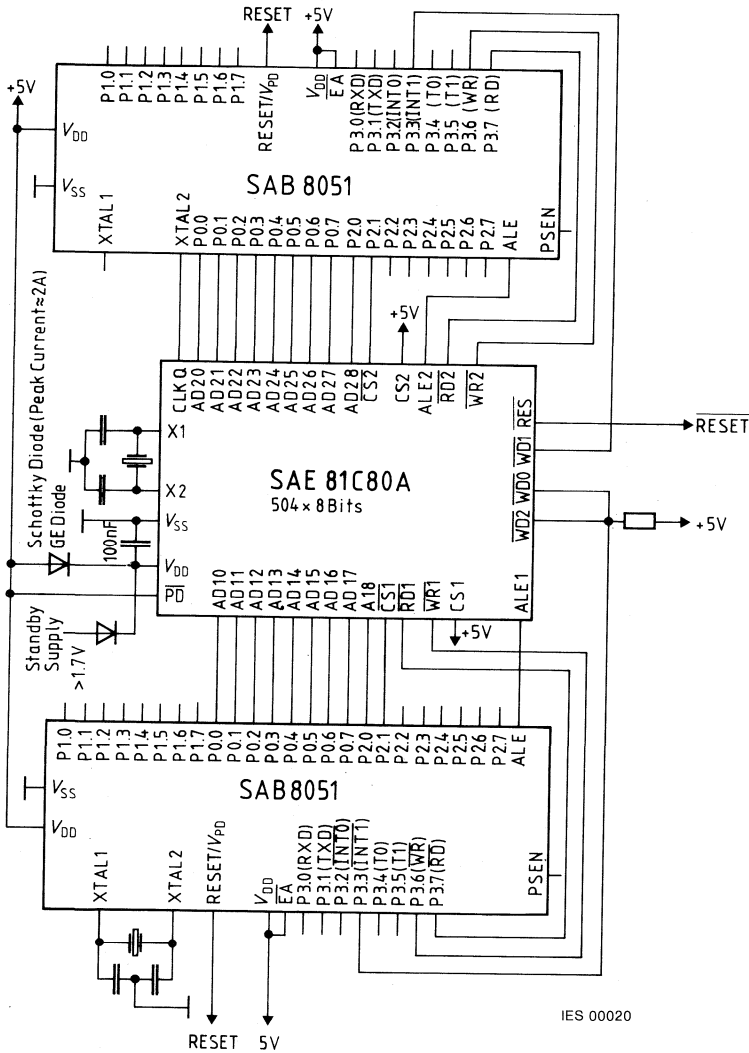 RESET +5V
+5V
P1.0
P1.1
P1.2
P1.3
P1.4
P1.5
P1.6
P1.7
RESET/VPD
VDD
EA
P3.0(RXD)
P3.1(TXD)
P3.2(INT0)
P3.3(INT1)
P3.4(T0)
P3.5(T1)
P3.6(WR)
P3.7(RD)
VDD
VSS
SAB 8051
XTAL1
XTAL2
P0.0
P0.1
P0.2
P0.3
P0.4
P0.5
P0.6
P0.7
P2.0
P2.1
P2.2
P2.3
P2.4
P2.5
P2.6
P2.7
ALE
PSEN
+5V
CLKQ
AD20
AD21
AD22
AD23
AD24
AD25
AD26
AD27
AD28
CS2
CS2
ALE2
RD2
WR2
RES
RESET
WD1
WD0
WD2
+5V
X1
X2
VSS
VDD
PD
SAE 81C80A
504 × 8Bits
Schottky Diode(Peak Current≈2A)
GE Diode
100nF
Standby
Supply
>1.7V
AD10
AD11
AD12
AD13
AD14
AD15
AD16
AD17
A18
CS1
RD1
WR1
CS1
ALE1
+5V
P1.0
P1.1
P1.2
P1.3
P1.4
P1.5
P1.6
P1.7
P0.0
P0.1
P0.2
P0.3
P0.4
P0.5
P0.6
P0.7
P2.0
P2.1
P2.2
P2.3
P2.4
P2.5
P2.6
P2.7
ALE
VSS
VDD
SAB 8051
XTAL1
XTAL2
RESET/VPD
VDD
EA
P3.0(RXD)
P3.1(TXD)
P3.2(INT0)
P3.3(INT1)
P3.4(T0)
P3.5(T1)
P3.6(WR)
P3.7(RD)
PSEN
RESET 5V
IES 00020